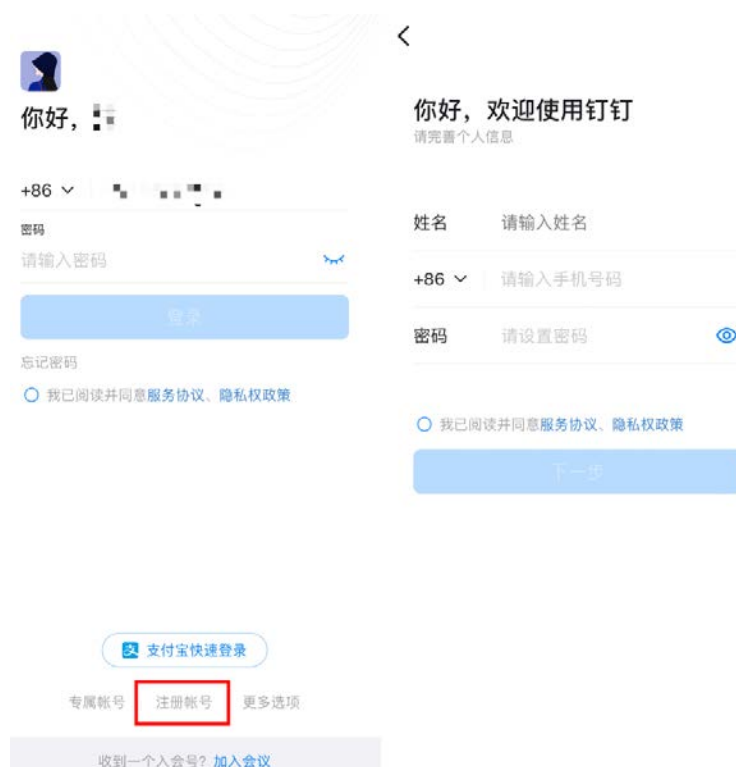 你好，
+86
密码
请输入密码
登录
忘记密码
我已阅读并同意服务协议、隐私权政策
支付宝快速登录
专属帐号 注册帐号 更多选项
收到一个入会号？加入会议
你好，欢迎使用钉钉
请完善个人信息
姓名 请输入姓名
+86 请输入手机号码
密码 请设置密码
我已阅读并同意服务协议、隐私权政策
下一步